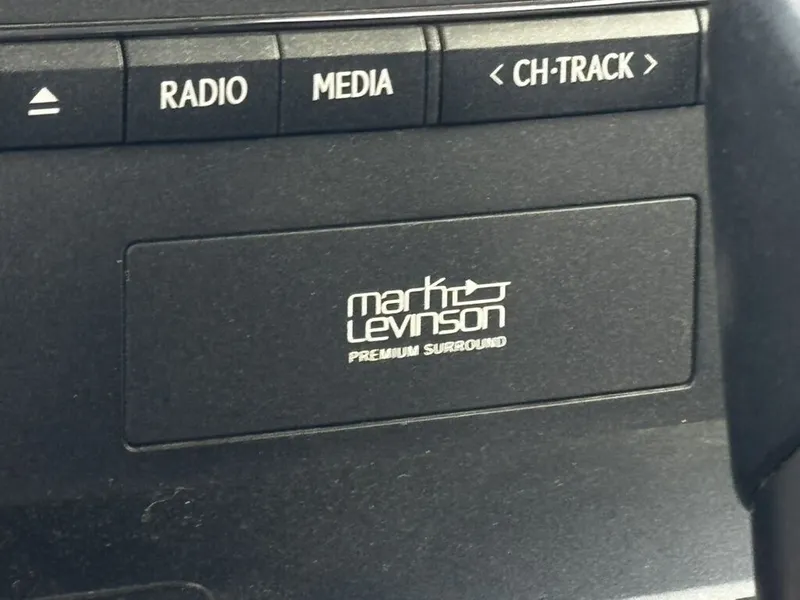 RADIO MEDIA < CH·TRACK >
mark
Levinson
PREMIUM SURROUND